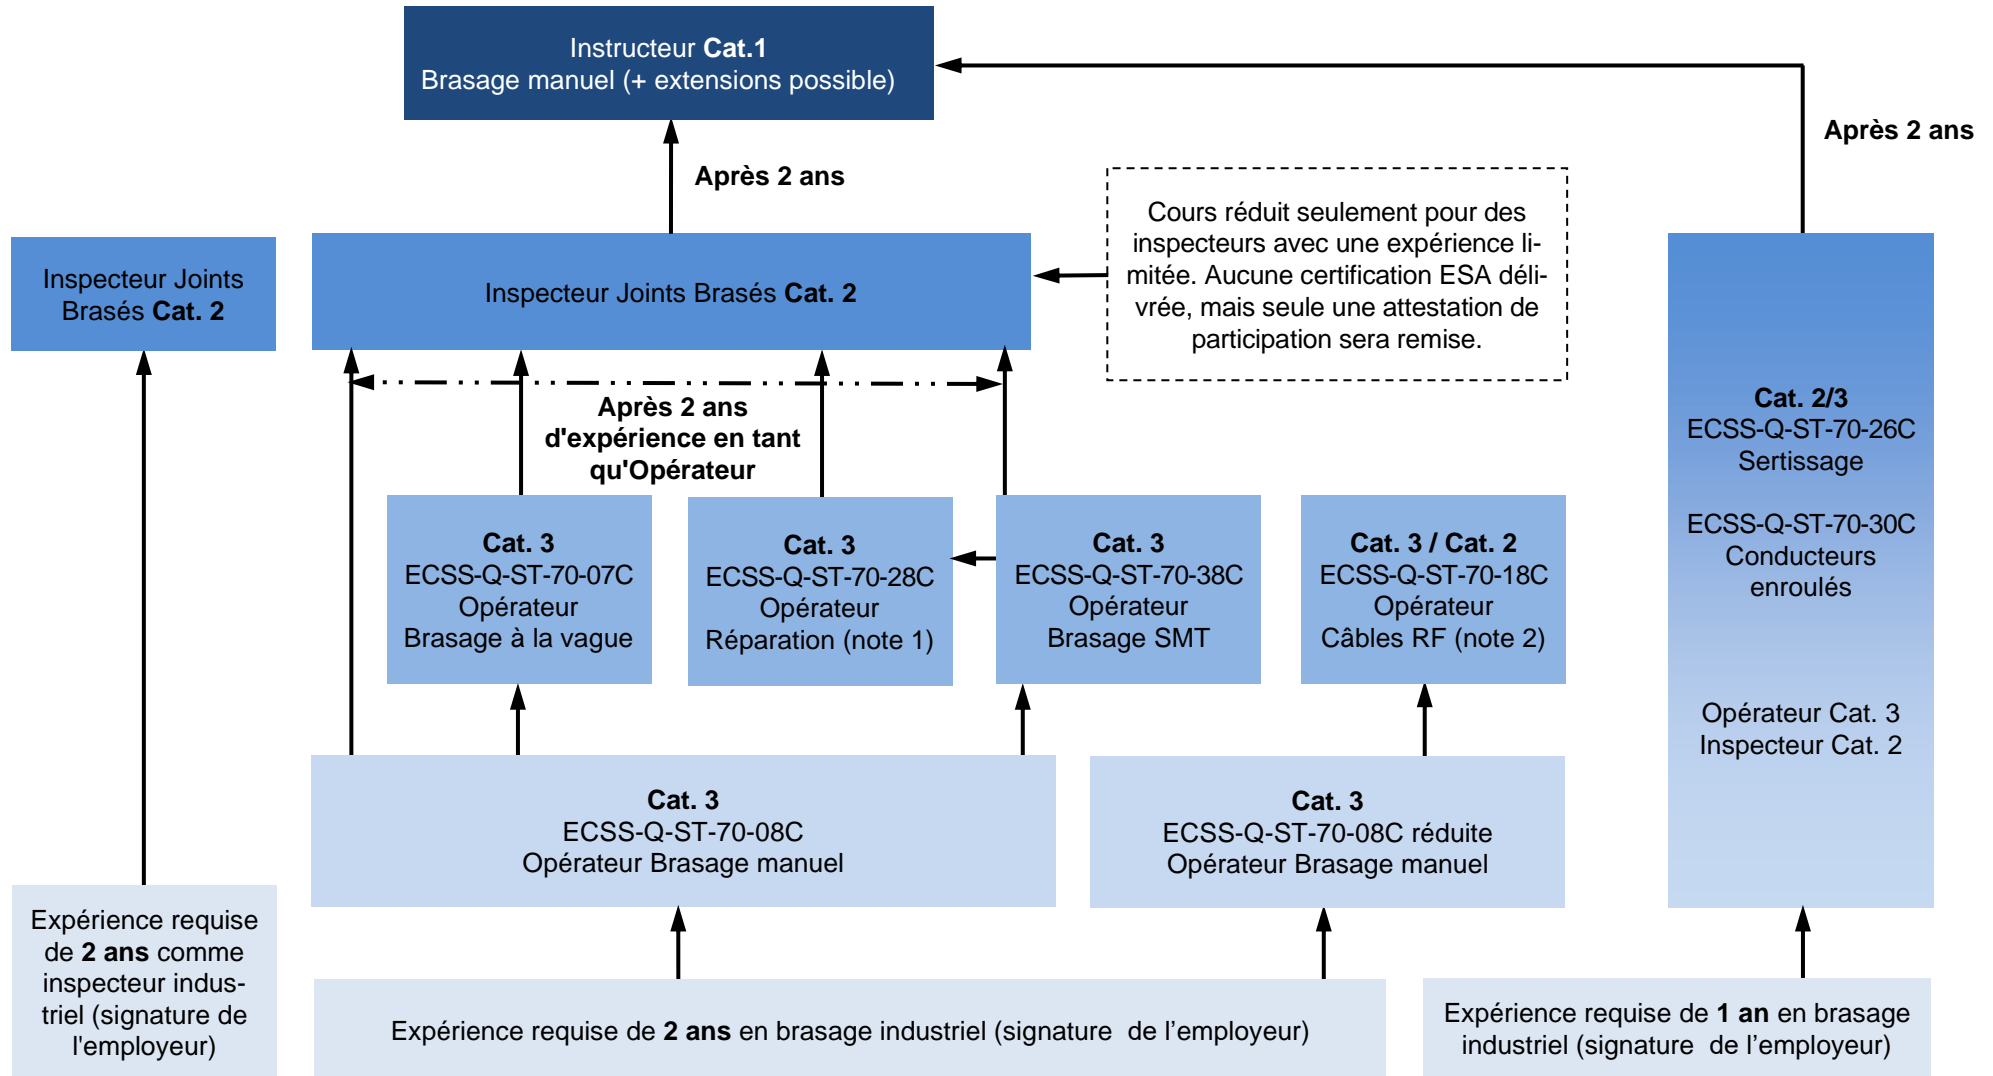 Instructeur Cat.1
Brasage manuel (+ extensions possible)
Après 2 ans
Après 2 ans
Cours réduit seulement pour des
inspecteurs avec une expérience li-
mitée. Aucune certification ESA déli-
vrée, mais seule une attestation de
participation sera remise.
Inspecteur Joints
Brasés Cat. 2
Inspecteur Joints Brasés Cat. 2
Après 2 ans
d'expérience en tant
qu'Opérateur
Cat. 3
ECSS-Q-ST-70-07C
Opérateur
Brasage à la vague
Cat. 3
ECSS-Q-ST-70-28C
Opérateur
Réparation (note 1)
Cat. 3
ECSS-Q-ST-70-38C
Opérateur
Brasage SMT
Cat. 3 / Cat. 2
ECSS-Q-ST-70-18C
Opérateur
Câbles RF (note 2)
Cat. 2/3
ECSS-Q-ST-70-26C
Sertissage
ECSS-Q-ST-70-30C
Conducteurs
enroulés
Opérateur Cat. 3
Inspecteur Cat. 2
Cat. 3
ECSS-Q-ST-70-08C
Opérateur Brasage manuel
Cat. 3
ECSS-Q-ST-70-08C réduite
Opérateur Brasage manuel
Expérience requise
de 2 ans comme
inspecteur indus-
triel (signature de
l'employeur)
Expérience requise de 2 ans en brasage industriel (signature de l’employeur)
Expérience requise de 1 an en brasage
industriel (signature de l’employeur)